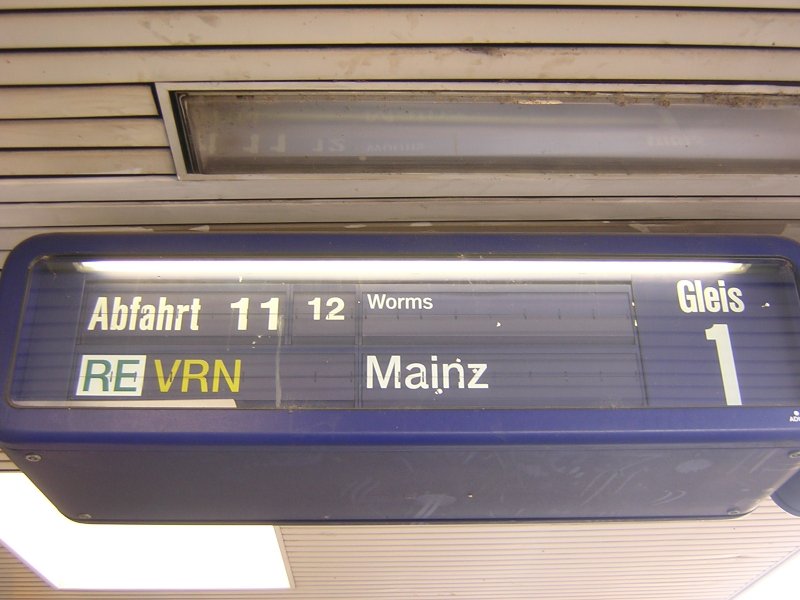 Abfahrt 11 12 Worms Gleis
RE VRN Mainz 1